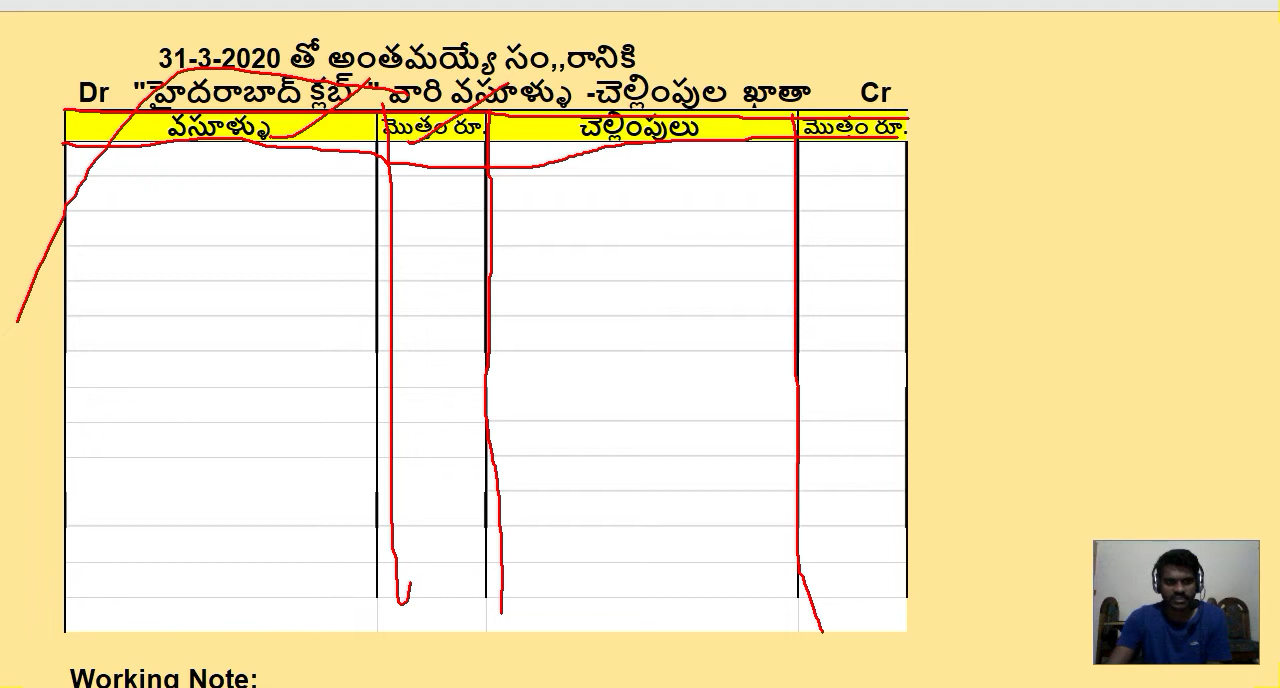 31-3-2020 తో అంతమయ్యే సం,,రానికి
Dr "హైదరాబాద్ క్లబ్ " వారి వసూళ్ళు -చెల్లింపుల ఖాతా Cr
వసూళ్ళు మొతం రూ. చెల్లింపులు మొతం రూ.
Working Note: